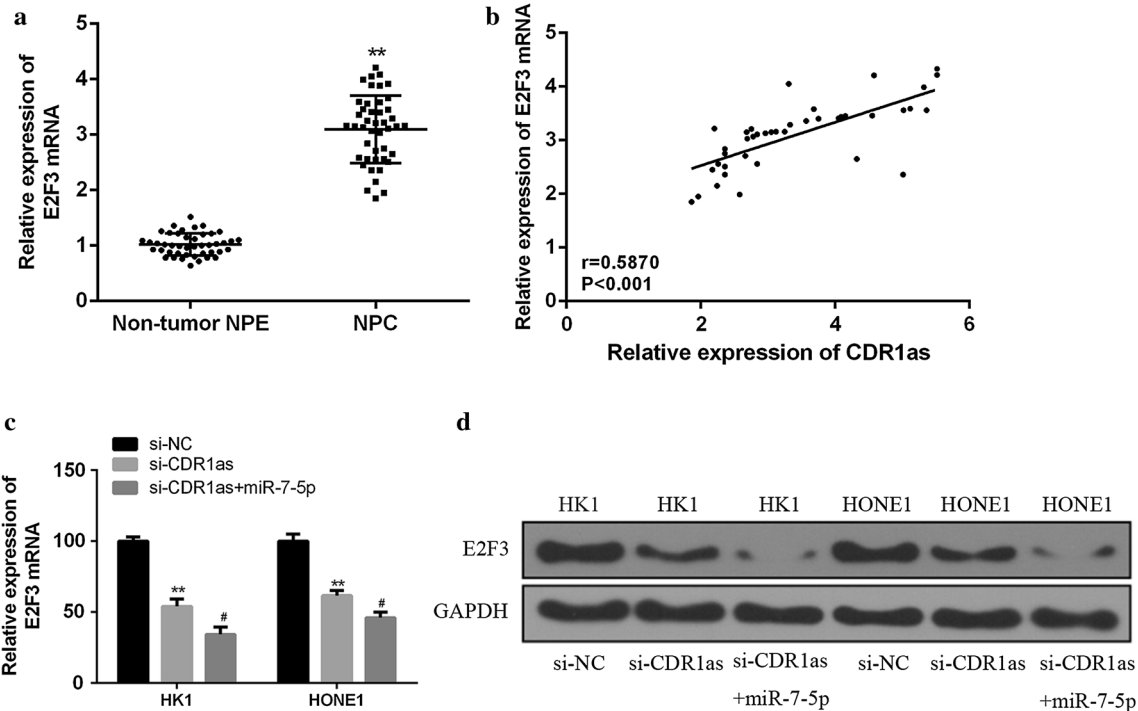 a
Relative expression of
E2F3 mRNA
5
4
3
2
1
0
**
Non-tumor NPE
NPC
b
Relative expression of E2F3 mRNA
5
4
3
2
1
0
r=0.5870
P<0.001
0
2
4
6
Relative expression of CDR1as
c
si-NC
si-CDR1as
si-CDR1as+miR-7-5p
Relative expression of
E2F3 mRNA
150
100
50
0
**
#
**
#
HK1
HONE1
d
HK1 HK1 HK1 HONE1 HONE1 HONE1
E2F3
GAPDH
si-NC si-CDR1as si-CDR1as si-NC si-CDR1as si-CDR1as
+miR-7-5p +miR-7-5p